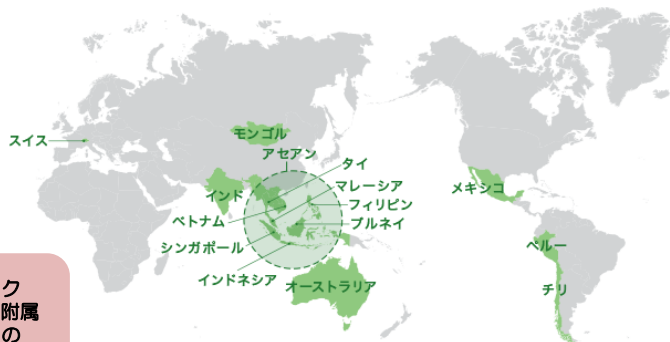 スイス
モンゴル
アセアン
タイ
インド
マレーシア
フィリピン
ベトナム
ブルネイ
シンガポール
インドネシア
オーストラリア
メキシコ
ペルー
チリ
ク
附属
の